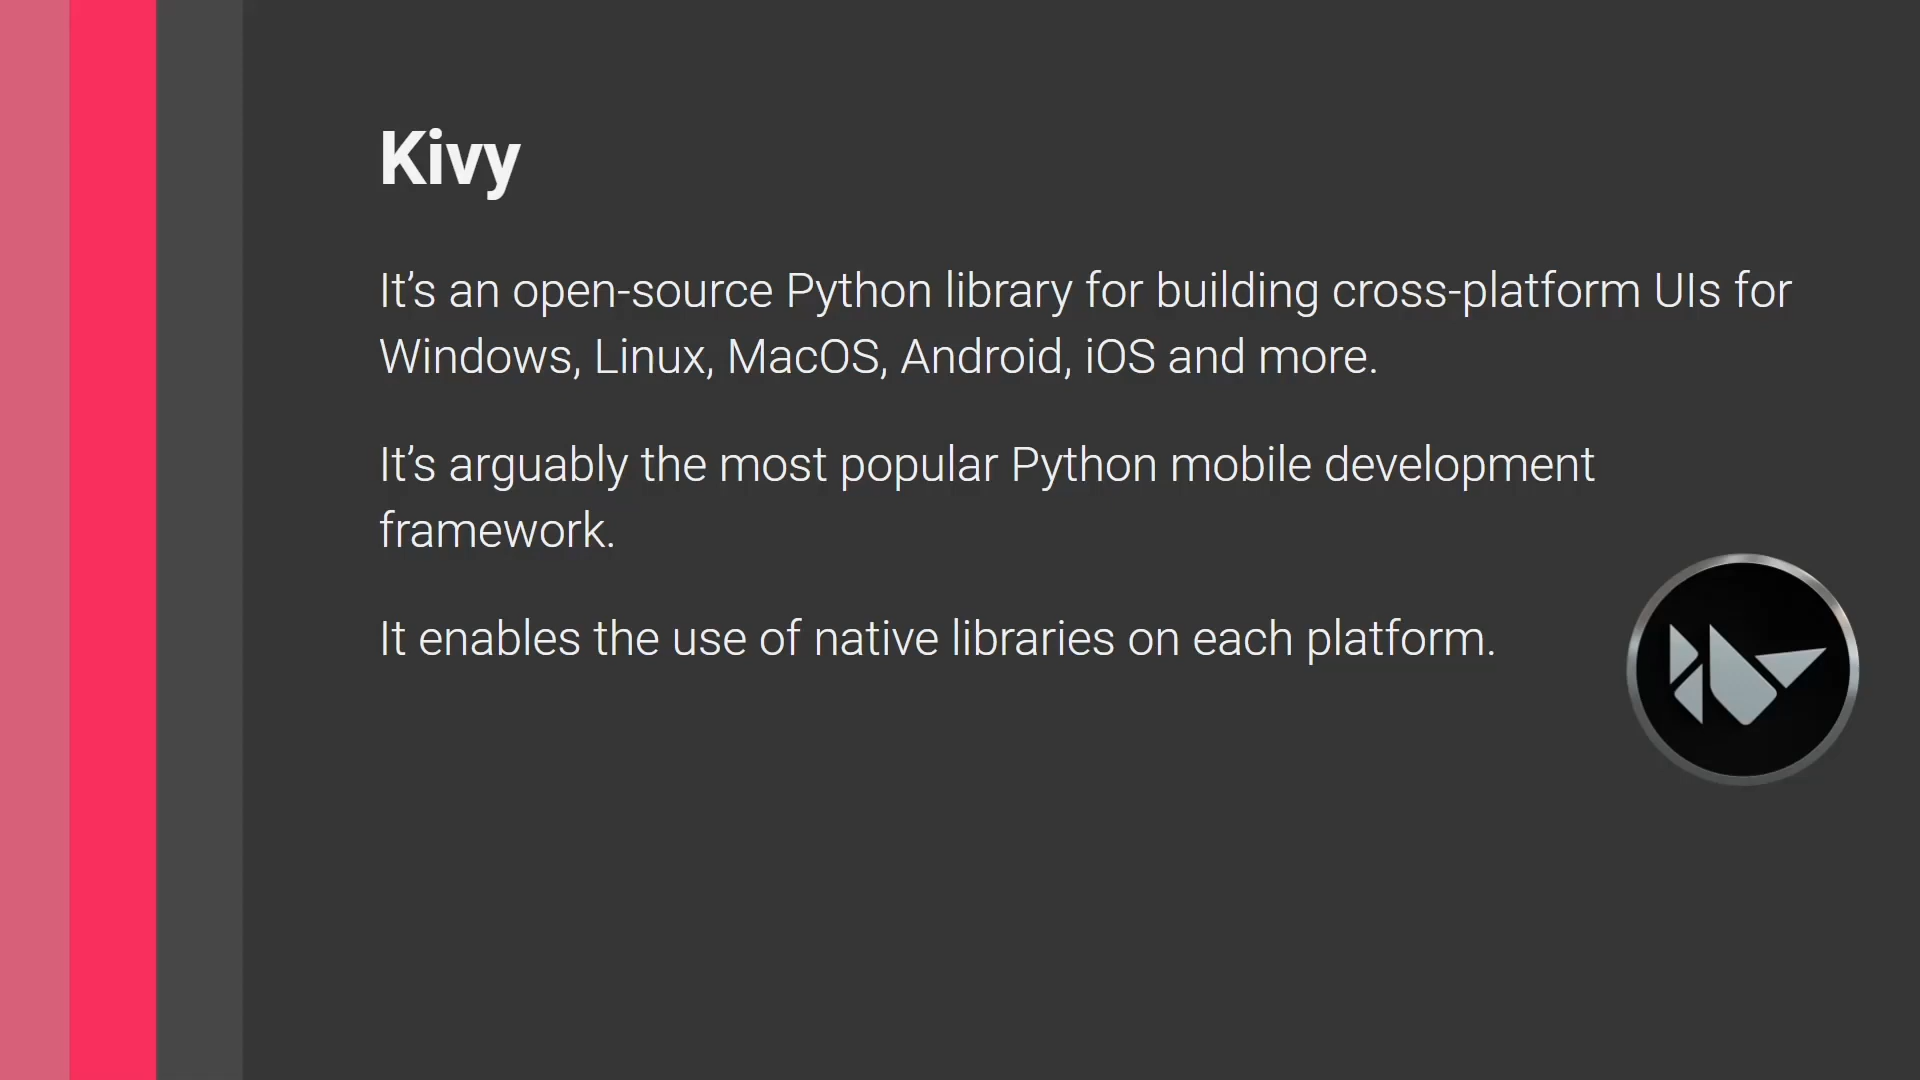 Kivy
It’s an open-source Python library for building cross-platform UIs for
Windows, Linux, MacOS, Android, iOS and more.
It’s arguably the most popular Python mobile development
framework.
It enables the use of native libraries on each platform.